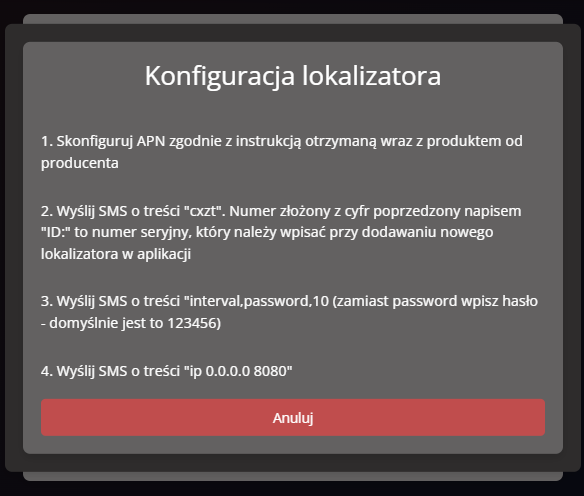 Konfiguracja lokalizatora
1. Skonfiguruj APN zgodnie z instrukcją otrzymaną wraz z produktem od
producenta
2. Wyślij SMS o treści "cxzt". Numer złożony z cyfr poprzedzony napisem
"ID:" to numer seryjny, który należy wpisać przy dodawaniu nowego
lokalizatora w aplikacji
3. Wyślij SMS o treści "interval,password,10 (zamiast password wpisz hasło
- domyślnie jest to 123456)
4. Wyślij SMS o treści "ip 0.0.0.0 8080"
Anuluj